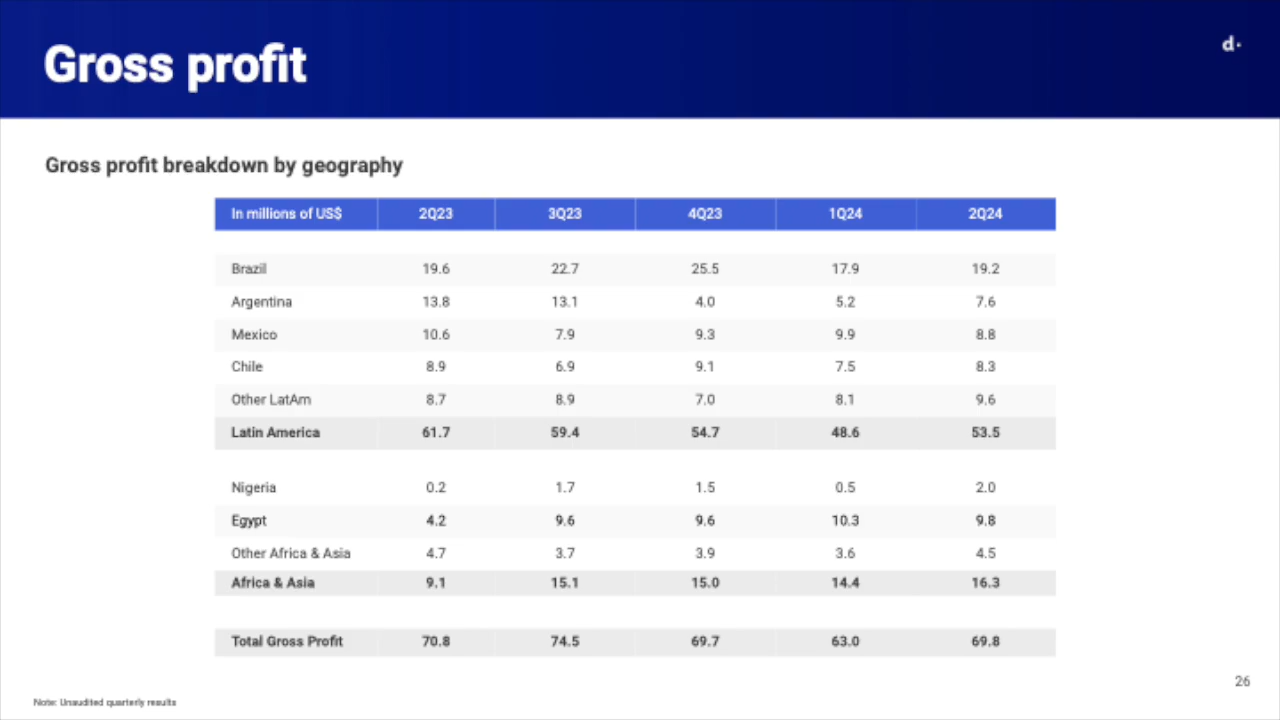 Gross profit
d·
Gross profit breakdown by geography
In millions of US$ 2Q23 3Q23 4Q23 1Q24 2Q24
Brazil 19.6 22.7 25.5 17.9 19.2
Argentina 13.8 13.1 4.0 5.2 7.6
Mexico 10.6 7.9 9.3 9.9 8.8
Chile 8.9 6.9 9.1 7.5 8.3
Other LatAm 8.7 8.9 7.0 8.1 9.6
Latin America 61.7 59.4 54.7 48.6 53.5
Nigeria 0.2 1.7 1.5 0.5 2.0
Egypt 4.2 9.6 9.6 10.3 9.8
Other Africa & Asia 4.7 3.7 3.9 3.6 4.5
Africa & Asia 9.1 15.1 15.0 14.4 16.3
Total Gross Profit 70.8 74.5 69.7 63.0 69.8
26
Note: Unaudited quarterly results